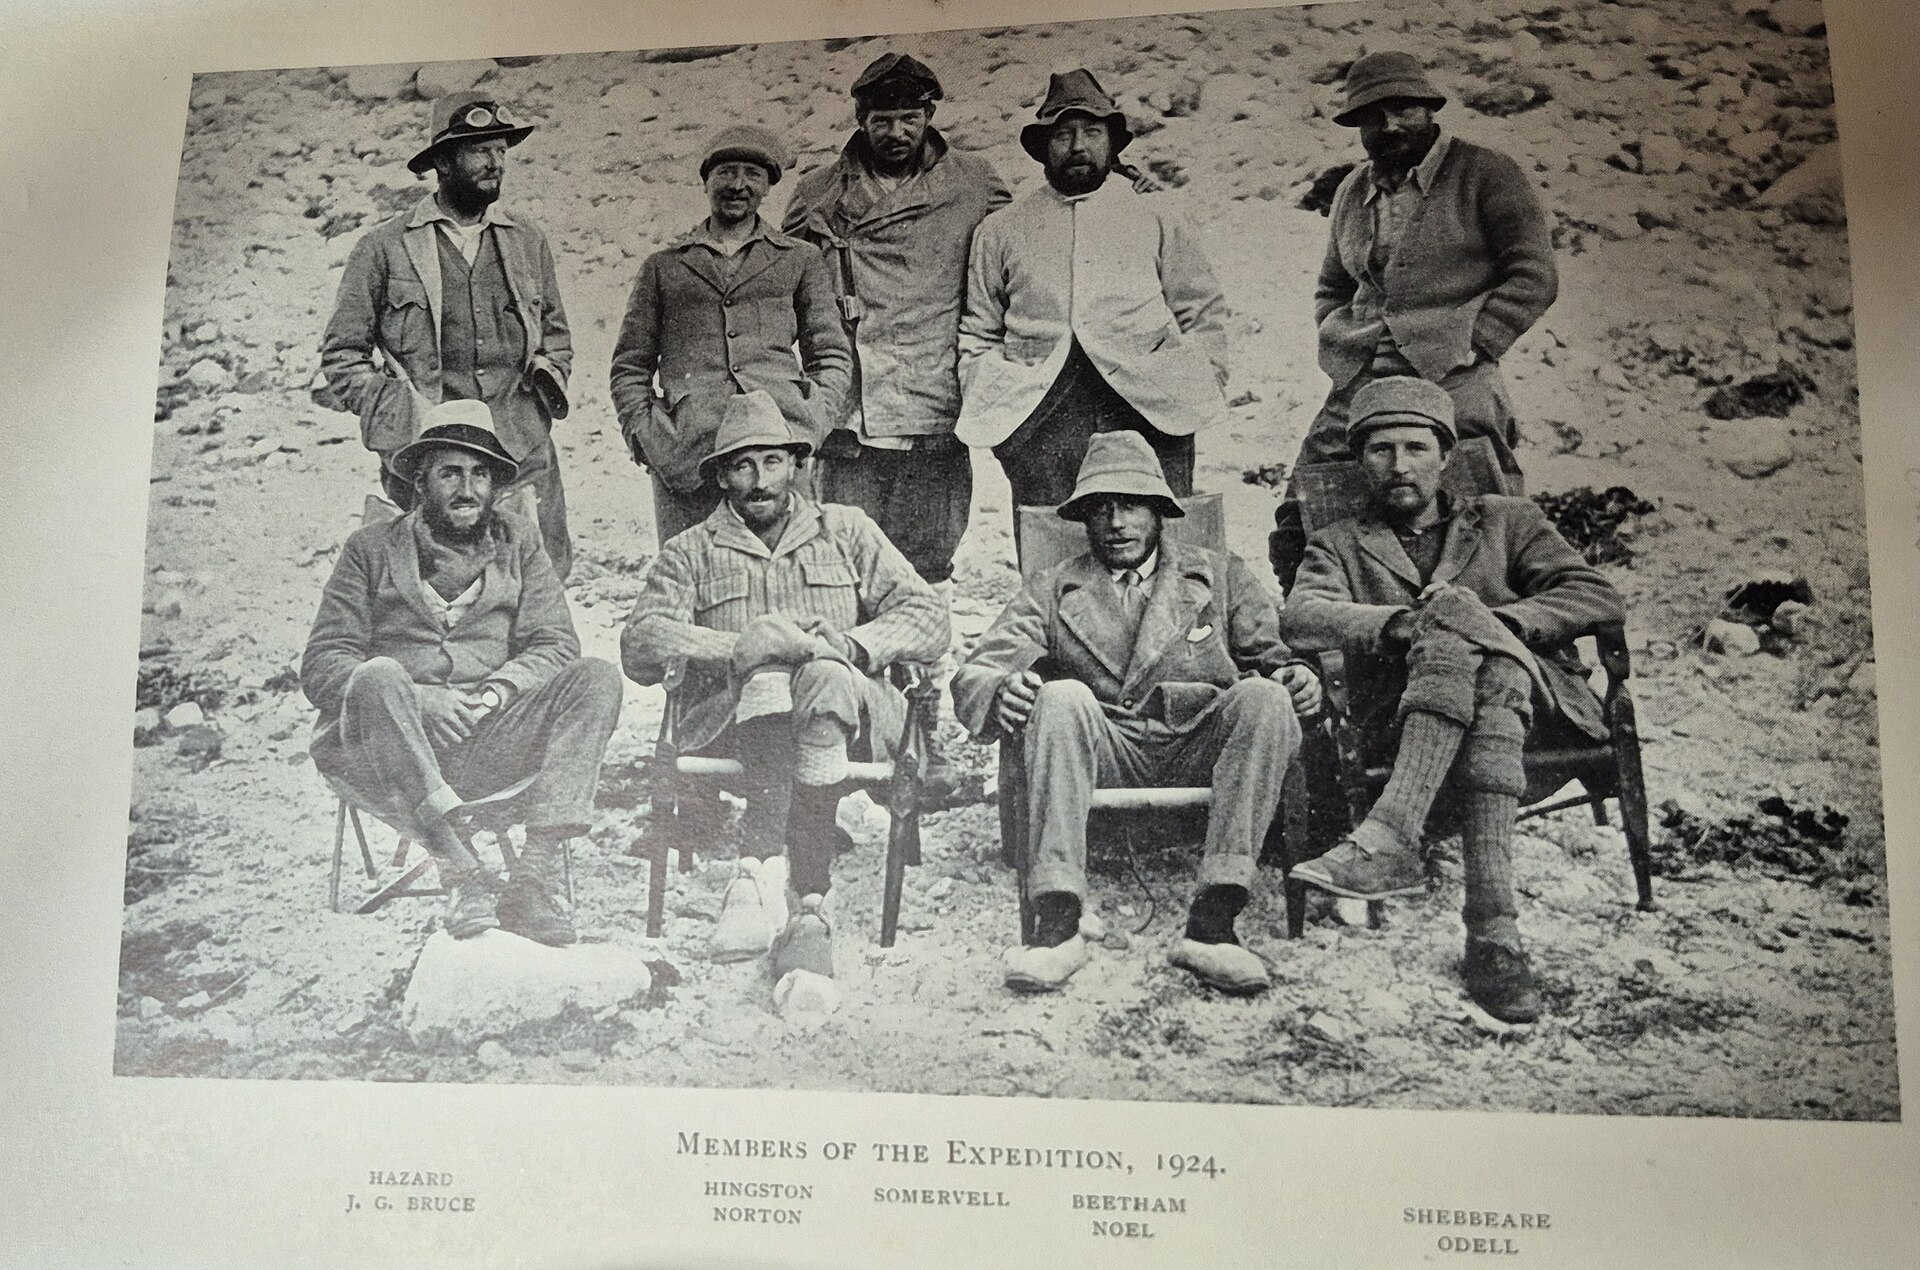 MEMBERS OF THE EXPEDITION, 1924.
HAZARD HINGSTON SOMERVELL BEETHAM SHEBBEARE
J. G. BRUCE NORTON NOEL ODELL